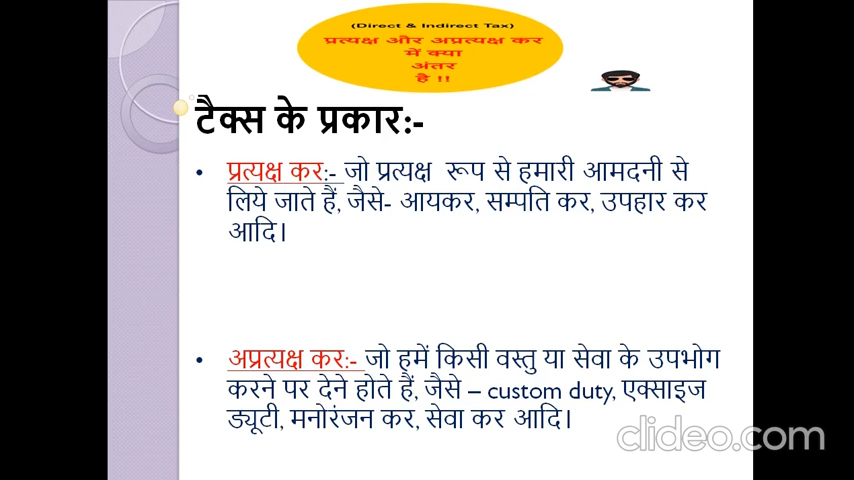 (Direct & Indirect Tax)
प्रत्यक्ष और अप्रत्यक्ष कर
में क्या
अंतर
है !!
टैक्स के प्रकार:-
• प्रत्यक्ष कर:- जो प्रत्यक्ष रूप से हमारी आमदनी से
लिये जाते हैं, जैसे- आयकर, सम्पति कर, उपहार कर
आदि।
• अप्रत्यक्ष कर:- जो हमें किसी वस्तु या सेवा के उपभोग
करने पर देने होते हैं, जैसे – custom duty, एक्साइज
ड्यूटी, मनोरंजन कर, सेवा कर आदि।
clideo.com